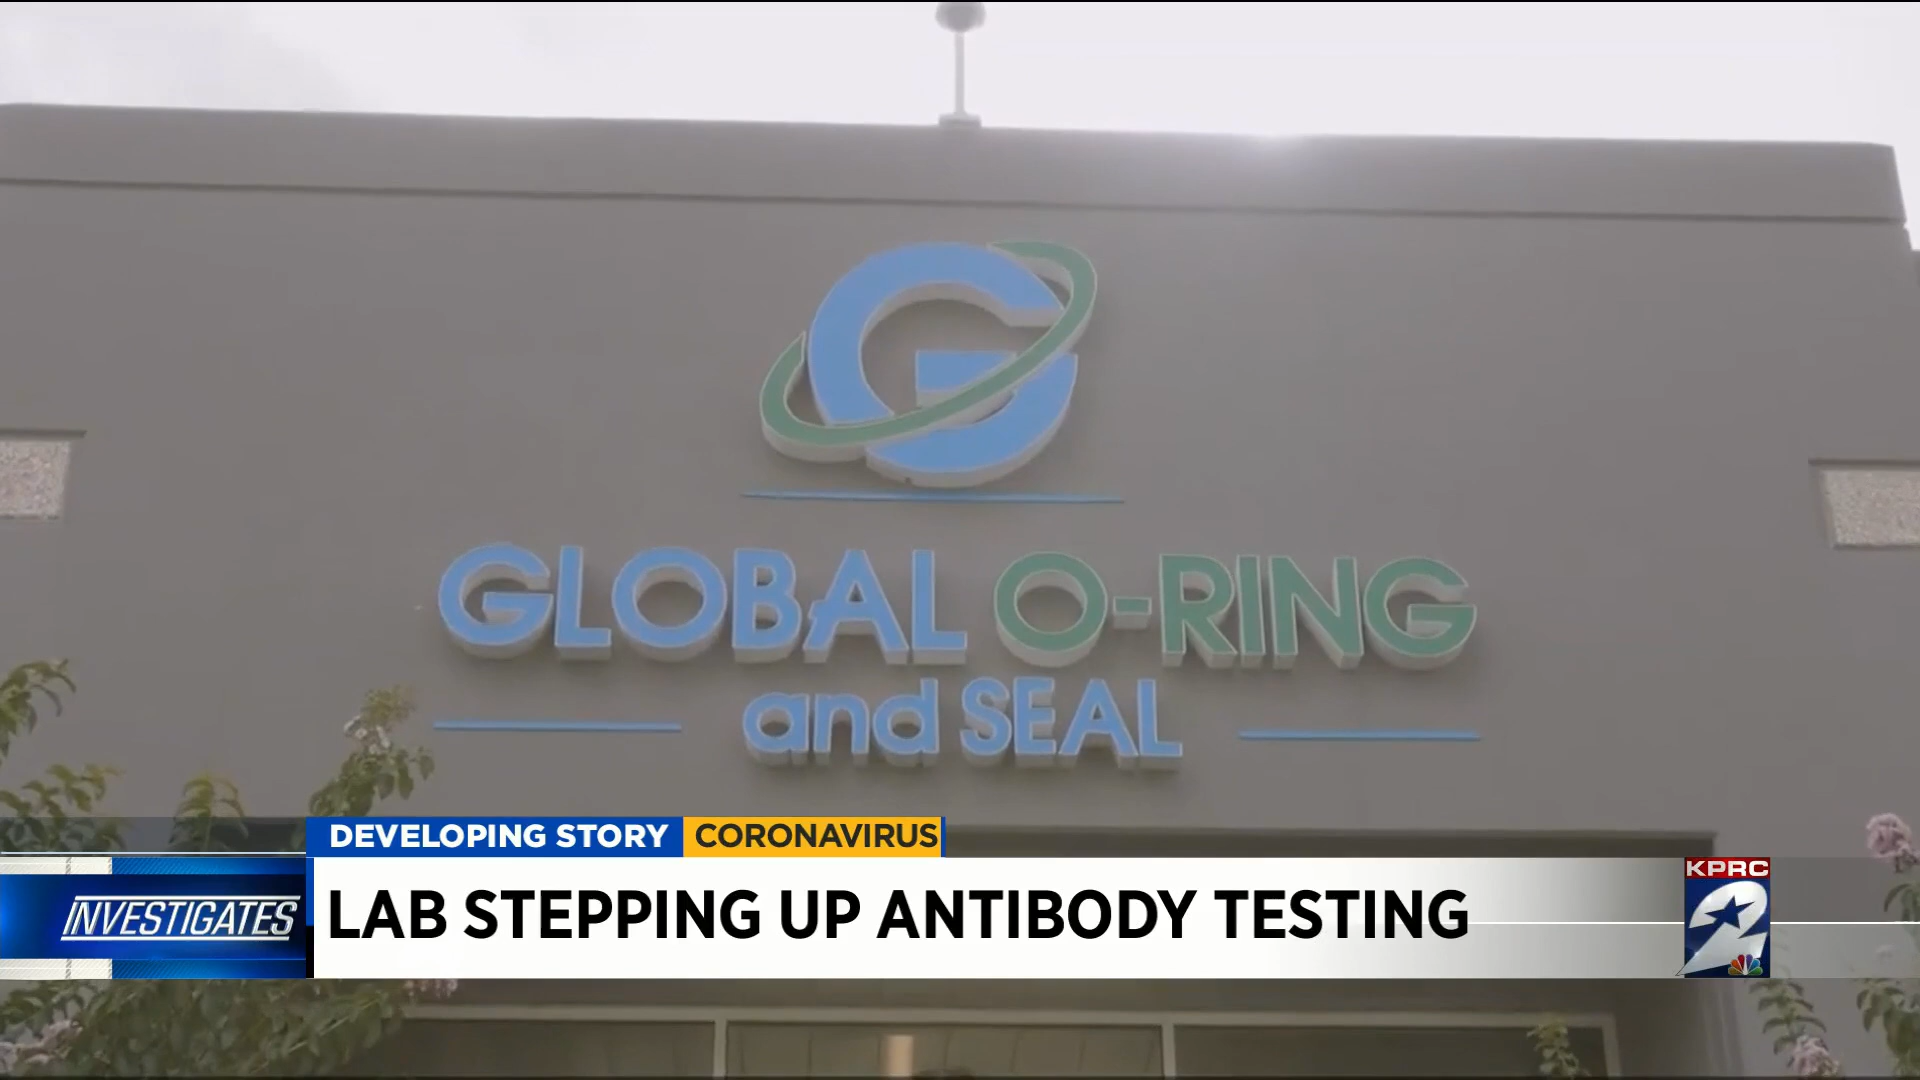 G
GLOBAL O-RING
and SEAL
DEVELOPING STORY CORONAVIRUS
INVESTIGATES
LAB STEPPING UP ANTIBODY TESTING
KPRC
2